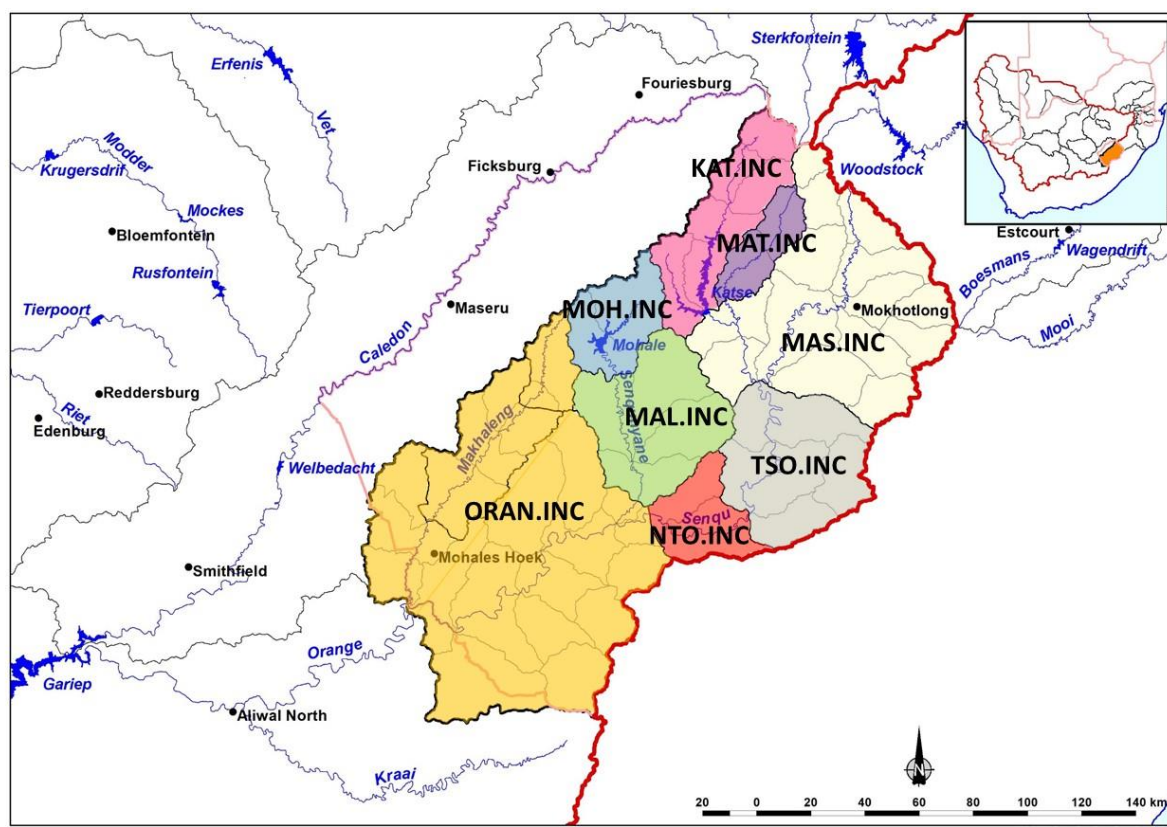 Sterkfontein
Erfenis
Fouriesburg
Vet
Modder
Krugersdrif
Ficksburg
KAT.INC
Woodstock
Mockes
Bloemfontein
MAT.INC
Estcourt
Wagendrift
Boesmans
Rusfontein
Katse
Tierpoort
Maseru
MOH.INC
Mokhotlong
Mooi
Caledon
Mohale
MAS.INC
Reddersburg
Senqunyane
Riet
Edenburg
MAL.INC
Makhaleng
Welbedacht
TSO.INC
ORAN.INC
Senqu
NTO.INC
Mohales Hoek
Smithfield
Orange
Gariep
Aliwal North
Kraai
N
20 0 20 40 60 80 100 120 140 km